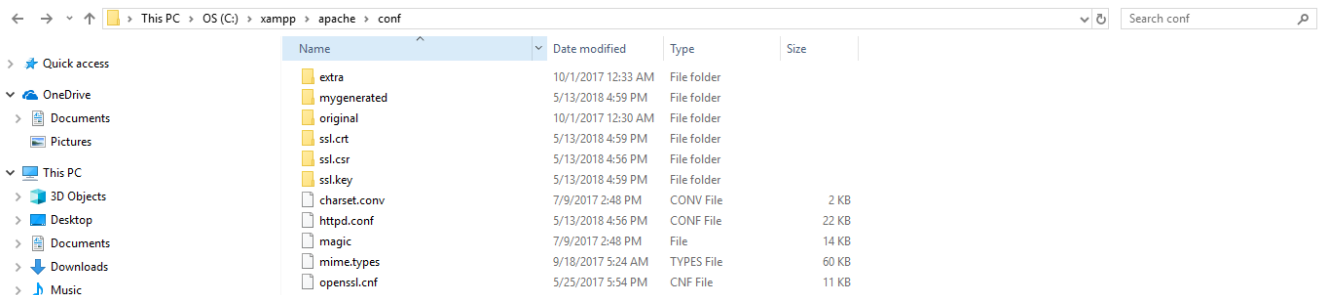 This PC > OS (C:) > xampp > apache > conf
Search conf
Name Date modified Type Size
Quick access
OneDrive
Documents
Pictures
This PC
3D Objects
Desktop
Documents
Downloads
Music
extra 10/1/2017 12:33 AM File folder
mygenerated 5/13/2018 4:59 PM File folder
original 10/1/2017 12:30 AM File folder
ssl.crt 5/13/2018 4:59 PM File folder
ssl.csr 5/13/2018 4:56 PM File folder
ssl.key 5/13/2018 4:59 PM File folder
charset.conv 7/9/2017 2:48 PM CONV File 2 KB
httpd.conf 5/13/2018 4:56 PM CONF File 22 KB
magic 7/9/2017 2:48 PM File 14 KB
mime.types 9/18/2017 5:24 AM TYPES File 60 KB
openssl.cnf 5/25/2017 5:54 PM CNF File 11 KB